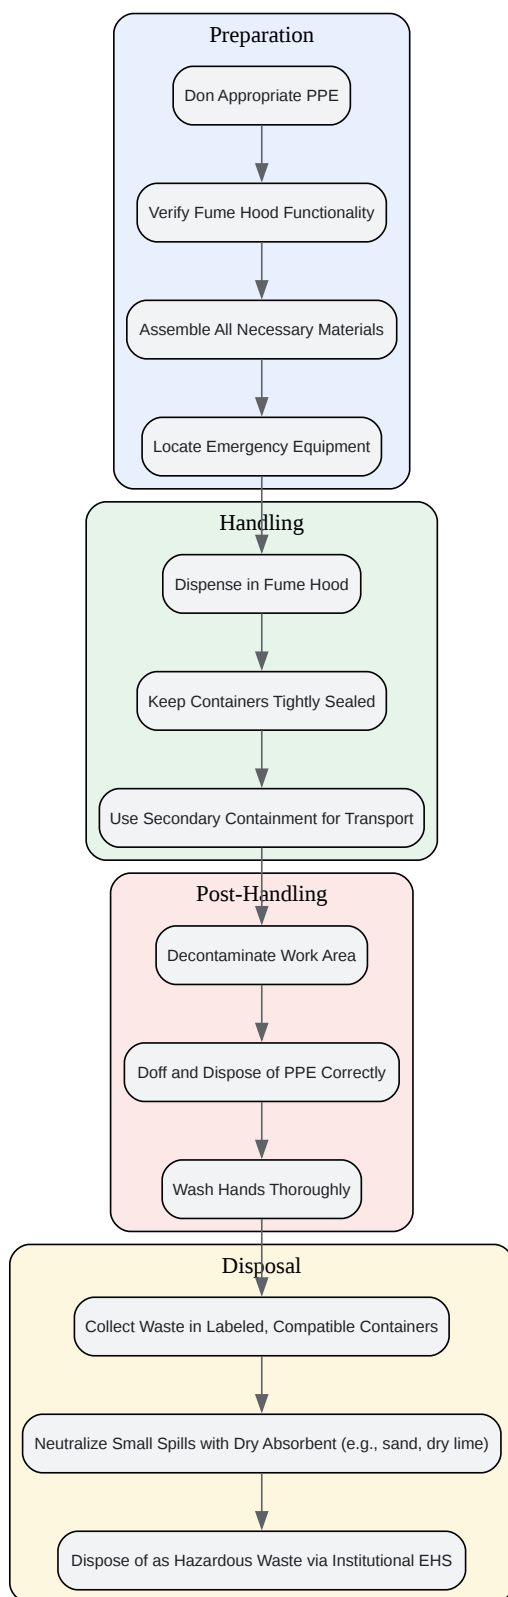 Preparation
Don Appropriate PPE
Verify Fume Hood Functionality
Assemble All Necessary Materials
Locate Emergency Equipment
Handling
Dispense in Fume Hood
Keep Containers Tightly Sealed
Use Secondary Containment for Transport
Post-Handling
Decontaminate Work Area
Doff and Dispose of PPE Correctly
Wash Hands Thoroughly
Disposal
Collect Waste in Labeled, Compatible Containers
Neutralize Small Spills with Dry Absorbent (e.g., sand, dry lime)
Dispose of as Hazardous Waste via Institutional EHS